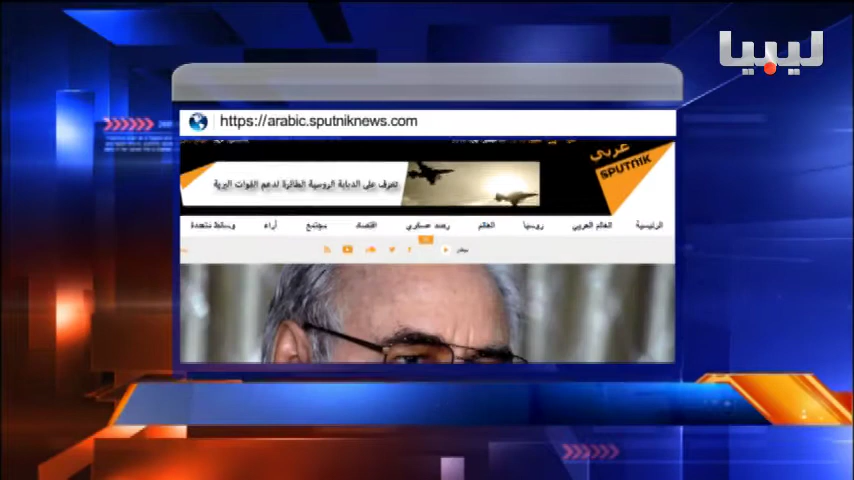 ليبيا
https://arabic.sputniknews.com
عربي
SPUTNIK
تعرف على الدبابة الروسية الطائرة لدعم القوات البرية
الرئيسية العالم العربي روسيا العالم رصد عسكري اقتصاد مجتمع آراء وسائط متعددة
مباشر